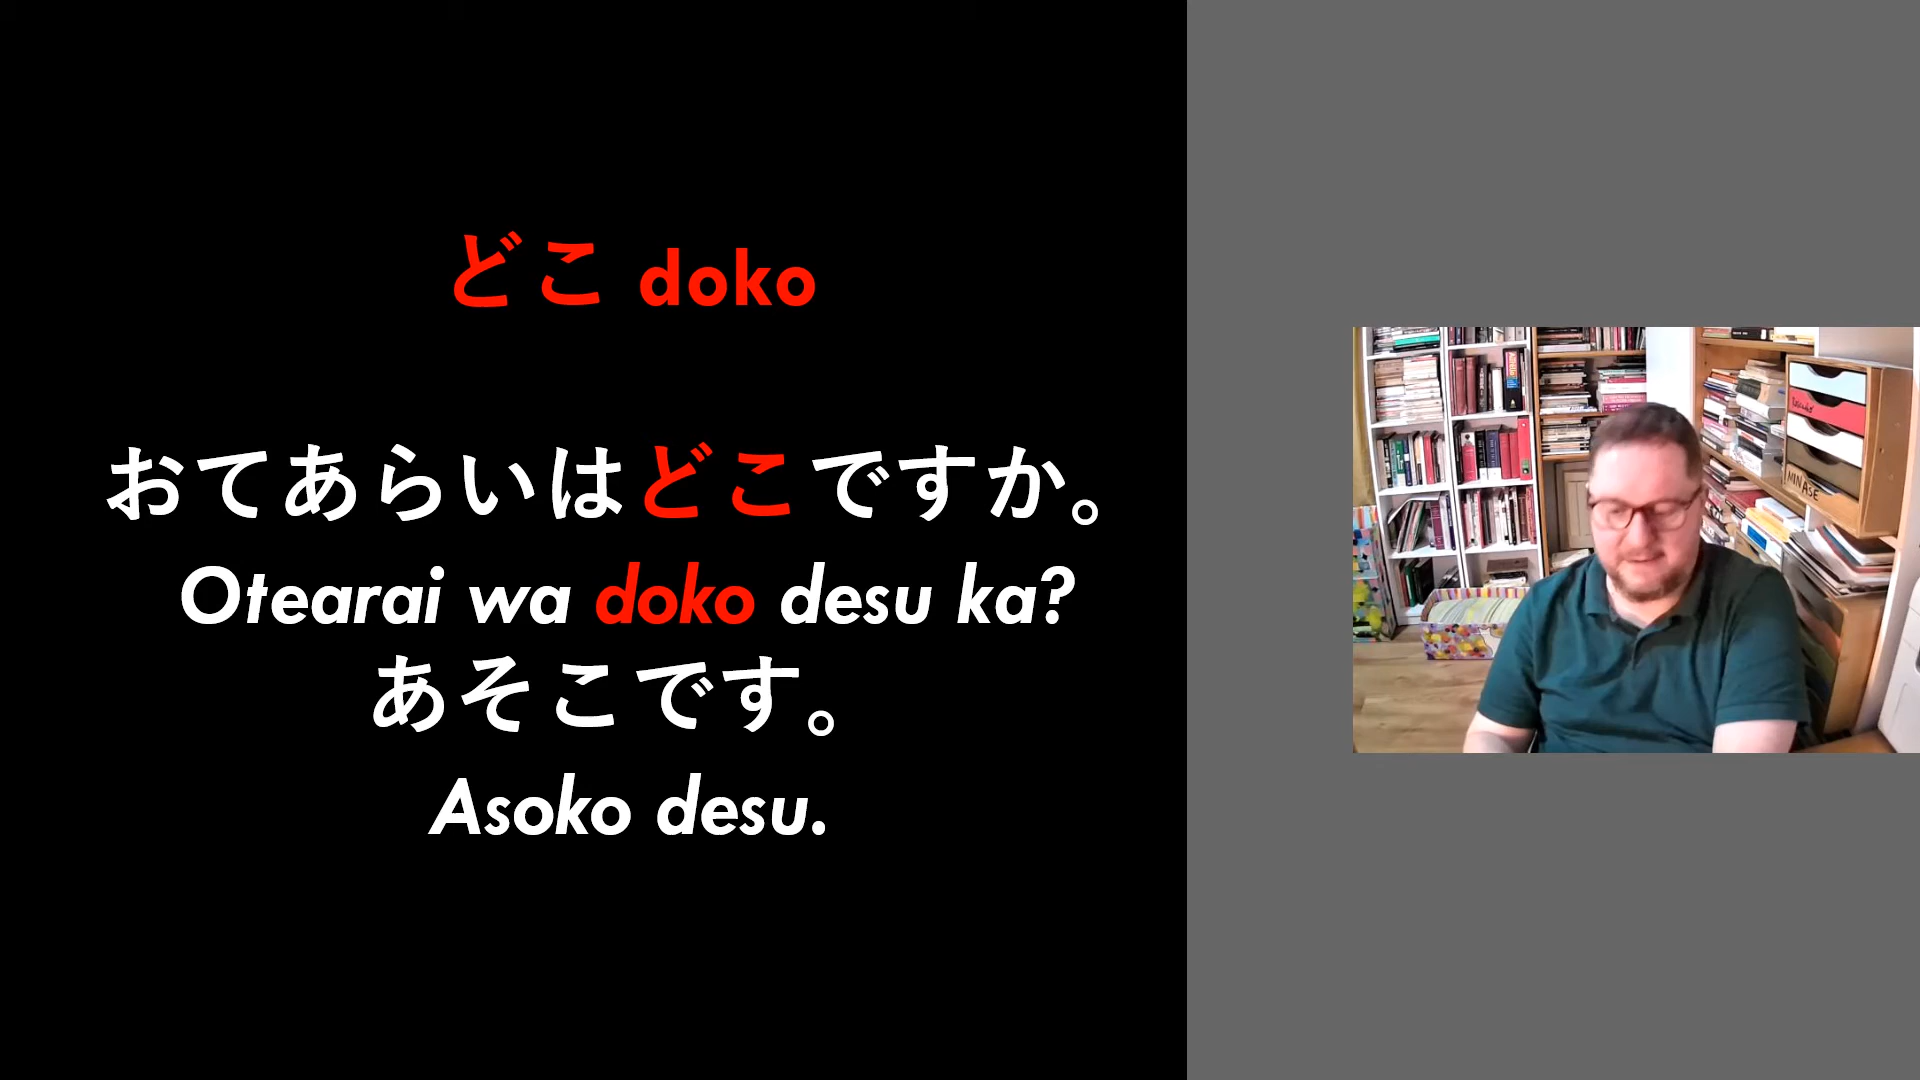 どこ doko
おてあらいはどこですか。
Otearai wa doko desu ka?
あそこです。
Asoko desu.
MINASE